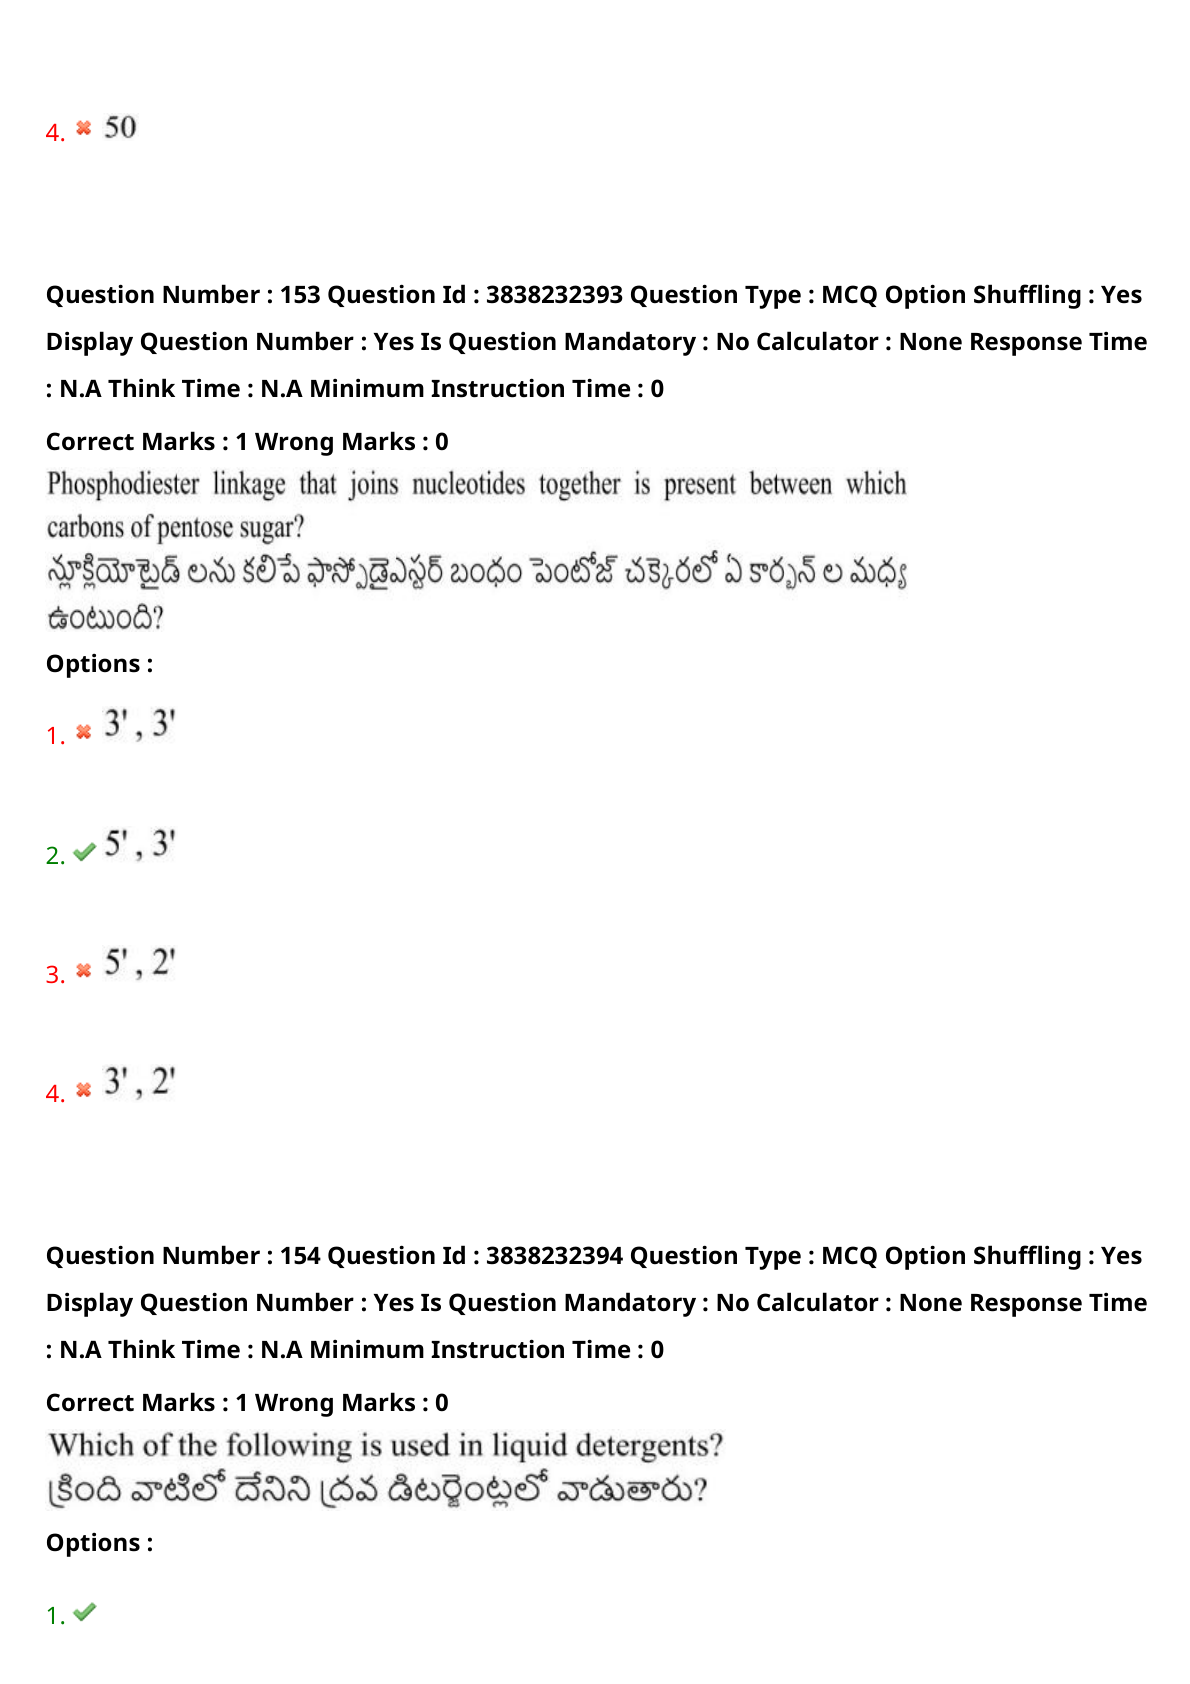 4. 50
Question Number : 153 Question Id : 3838232393 Question Type : MCQ Option Shuffling : Yes
Display Question Number : Yes Is Question Mandatory : No Calculator : None Response Time
: N.A Think Time : N.A Minimum Instruction Time : 0
Correct Marks : 1 Wrong Marks : 0
Phosphodiester linkage that joins nucleotides together is present between which
carbons of pentose sugar?
న్యూక్లియోటైడ్ లను కలిపే ఫాస్ఫోడైఎస్టర్ బంధం పెంటోజ్ చక్కెరలో ఏ కార్బన్ ల మధ్య
ఉంటుంది?
Options :
1. 3' , 3'
2. 5' , 3'
3. 5' , 2'
4. 3' , 2'
Question Number : 154 Question Id : 3838232394 Question Type : MCQ Option Shuffling : Yes
Display Question Number : Yes Is Question Mandatory : No Calculator : None Response Time
: N.A Think Time : N.A Minimum Instruction Time : 0
Correct Marks : 1 Wrong Marks : 0
Which of the following is used in liquid detergents?
క్రింది వాటిలో దేనిని ద్రవ డిటర్జెంట్లలో వాడుతారు?
Options :
1.